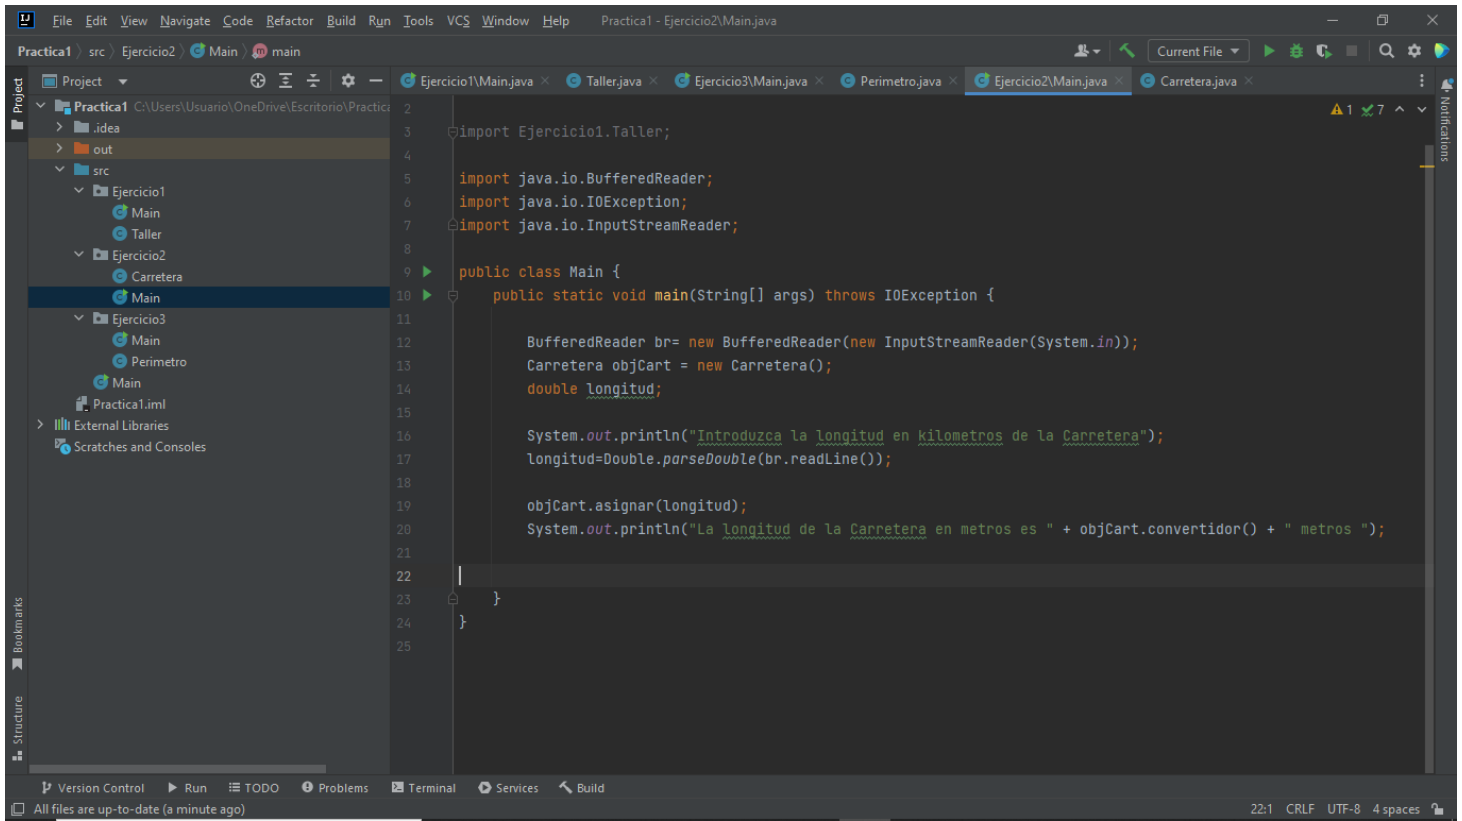 File Edit View Navigate Code Refactor Build Run Tools VCS Window Help Practica1 - Ejercicio2\Main.java
Practica1 src Ejercicio2 Main main
Current File
Project
Ejercicio1\Main.java Taller.java Ejercicio3\Main.java Perimetro.java Ejercicio2\Main.java Carretera.java
Project
Practica1 C:\Users\Usuario\OneDrive\Escritorio\Practica
.idea
out
src
Ejercicio1
Main
Taller
Ejercicio2
Carretera
Main
Ejercicio3
Main
Perimetro
Main
Practica1.iml
External Libraries
Scratches and Consoles
Bookmarks
Structure
1 7
2
3 import Ejercicio1.Taller;
4
5 import java.io.BufferedReader;
6 import java.io.IOException;
7 import java.io.InputStreamReader;
8
9 public class Main {
10 public static void main(String[] args) throws IOException {
11
12 BufferedReader br= new BufferedReader(new InputStreamReader(System.in));
13 Carretera objCart = new Carretera();
14 double longitud;
15
16 System.out.println("Introduzca la longitud en kilometros de la Carretera");
17 longitud=Double.parseDouble(br.readLine());
18
19 objCart.asignar(longitud);
20 System.out.println("La longitud de la Carretera en metros es " + objCart.convertidor() + " metros ");
21
22
23 }
24 }
25
Notifications
Version Control Run TODO Problems Terminal Services Build
All files are up-to-date (a minute ago)
22:1 CRLF UTF-8 4 spaces